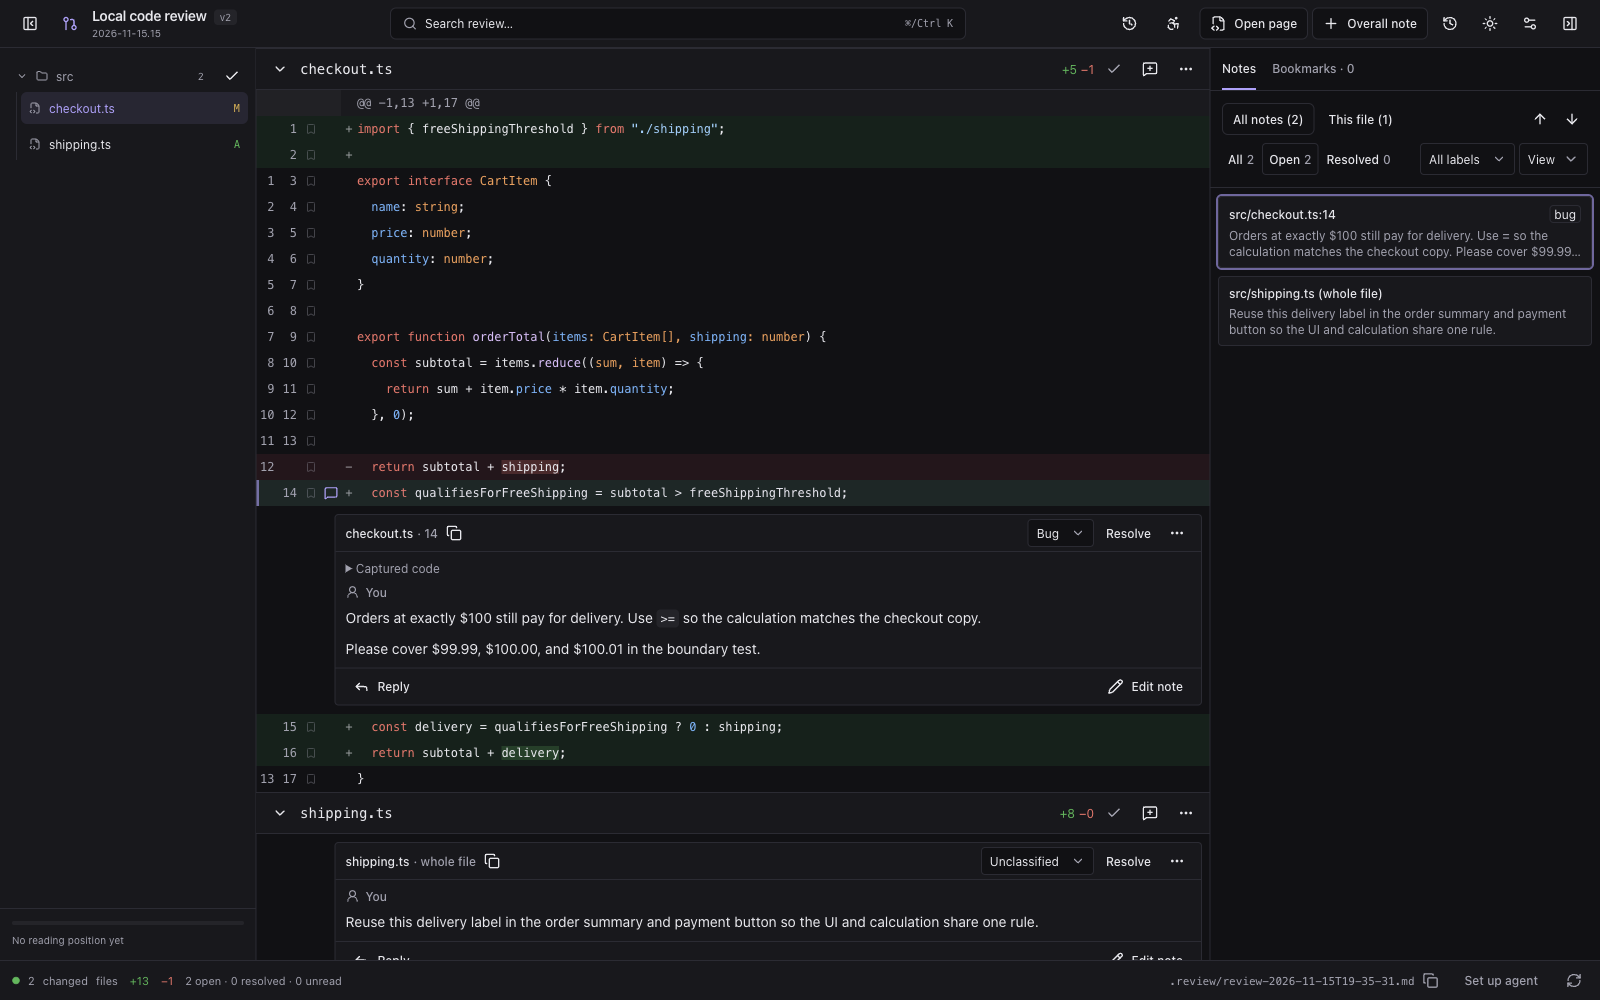 Local code review v2
2026-11-15.15
Search review...
⌘/Ctrl K
Open page
Overall note
src 2
checkout.ts M
shipping.ts A
No reading position yet
checkout.ts +5 −1
@@ −1,13 +1,17 @@
1 + import { freeShippingThreshold } from "./shipping";
2 +
1 3 export interface CartItem {
2 4 name: string;
3 5 price: number;
4 6 quantity: number;
5 7 }
6 8
7 9 export function orderTotal(items: CartItem[], shipping: number) {
8 10 const subtotal = items.reduce((sum, item) => {
9 11 return sum + item.price * item.quantity;
10 12 }, 0);
11 13
12 − return subtotal + shipping;
14 + const qualifiesForFreeShipping = subtotal > freeShippingThreshold;
checkout.ts · 14
Bug
Resolve
Captured code
You
Orders at exactly $100 still pay for delivery. Use >= so the calculation matches the checkout copy.
Please cover $99.99, $100.00, and $100.01 in the boundary test.
Reply
Edit note
15 + const delivery = qualifiesForFreeShipping ? 0 : shipping;
16 + return subtotal + delivery;
13 17 }
shipping.ts +8 −0
shipping.ts · whole file
Unclassified
Resolve
You
Reuse this delivery label in the order summary and payment button so the UI and calculation share one rule.
Reply
Edit note
Notes
Bookmarks · 0
All notes (2)
This file (1)
All 2
Open 2
Resolved 0
All labels
View
src/checkout.ts:14 bug
Orders at exactly $100 still pay for delivery. Use = so the
calculation matches the checkout copy. Please cover $99.99...
src/shipping.ts (whole file)
Reuse this delivery label in the order summary and payment
button so the UI and calculation share one rule.
2 changed files +13 −1 2 open · 0 resolved · 0 unread
.review/review-2026-11-15T19-35-31.md
Set up agent